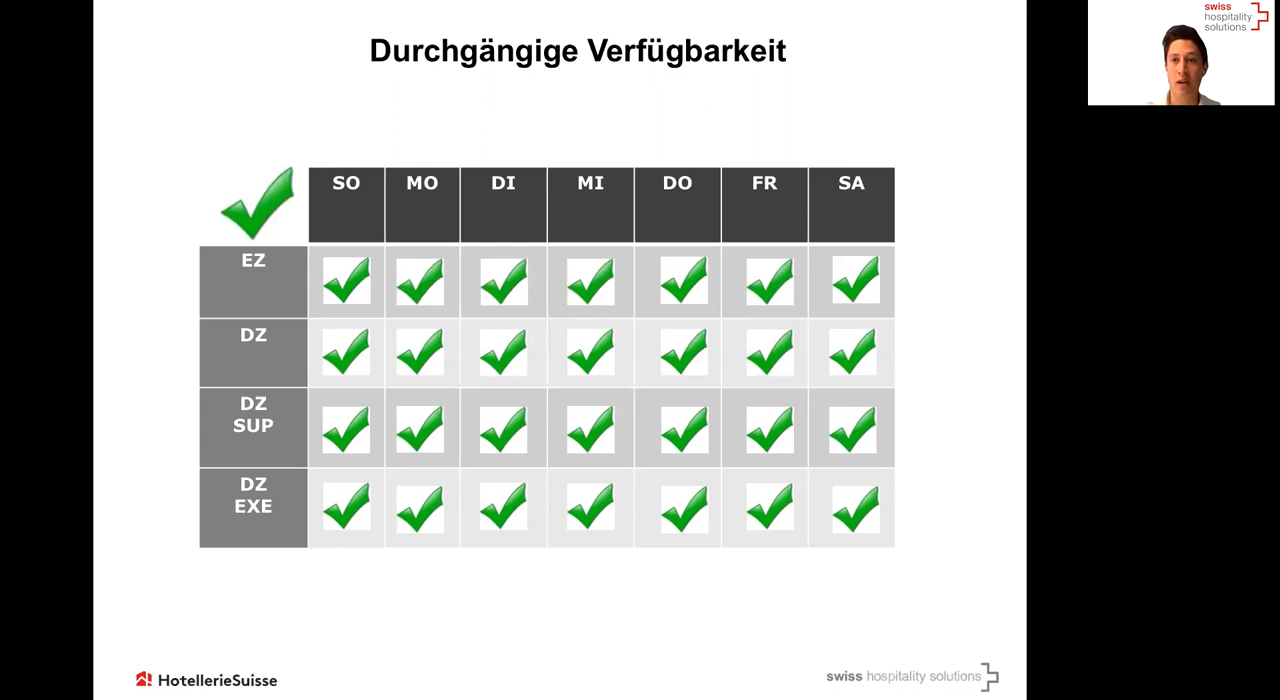 Durchgängige Verfügbarkeit
swiss
hospitality
solutions
SO MO DI MI DO FR SA
EZ
DZ
DZ
SUP
DZ
EXE
HotellerieSuisse
swiss hospitality solutions